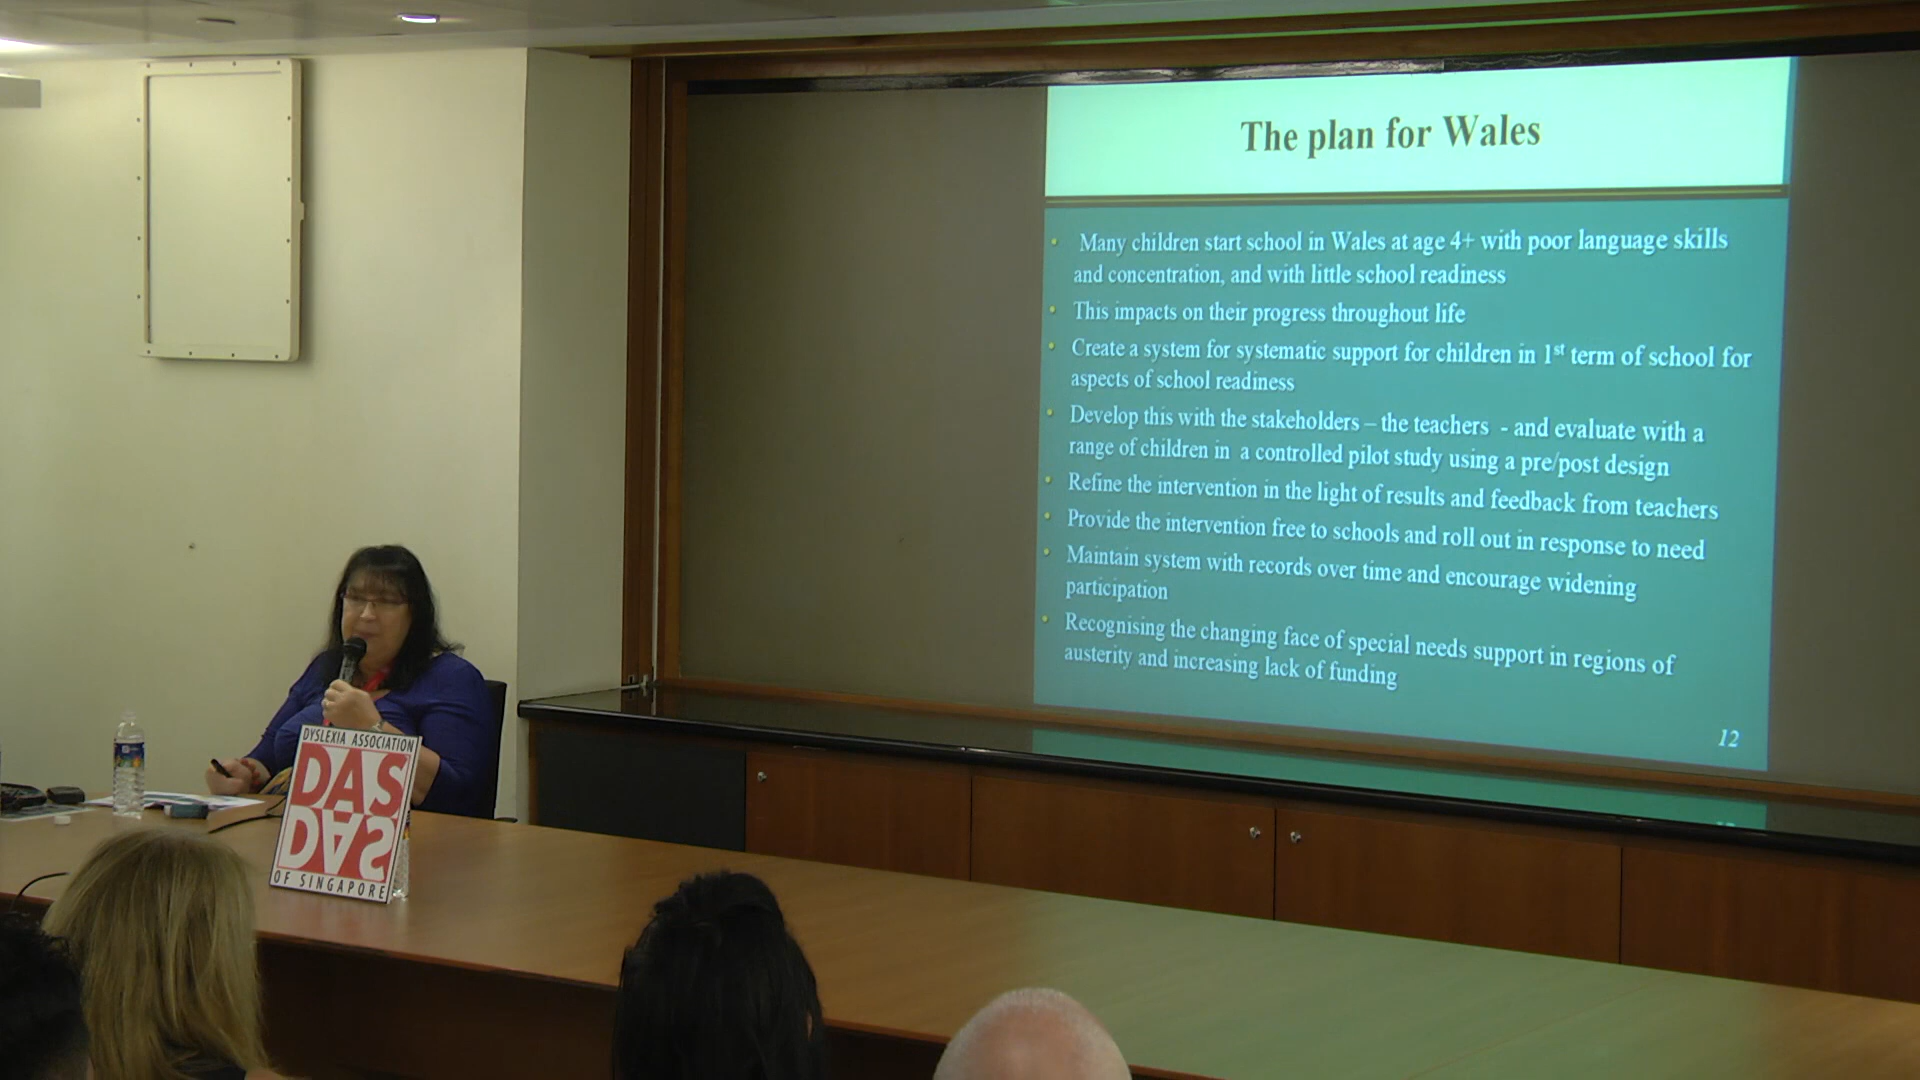 The plan for Wales
• Many children start school in Wales at age 4+ with poor language skills
and concentration, and with little school readiness
• This impacts on their progress throughout life
• Create a system for systematic support for children in 1st term of school for
aspects of school readiness
• Develop this with the stakeholders – the teachers - and evaluate with a
range of children in a controlled pilot study using a pre/post design
• Refine the intervention in the light of results and feedback from teachers
• Provide the intervention free to schools and roll out in response to need
• Maintain system with records over time and encourage widening
participation
• Recognising the changing face of special needs support in regions of
austerity and increasing lack of funding
12
DYSLEXIA ASSOCIATION
DAS
DAS
OF SINGAPORE